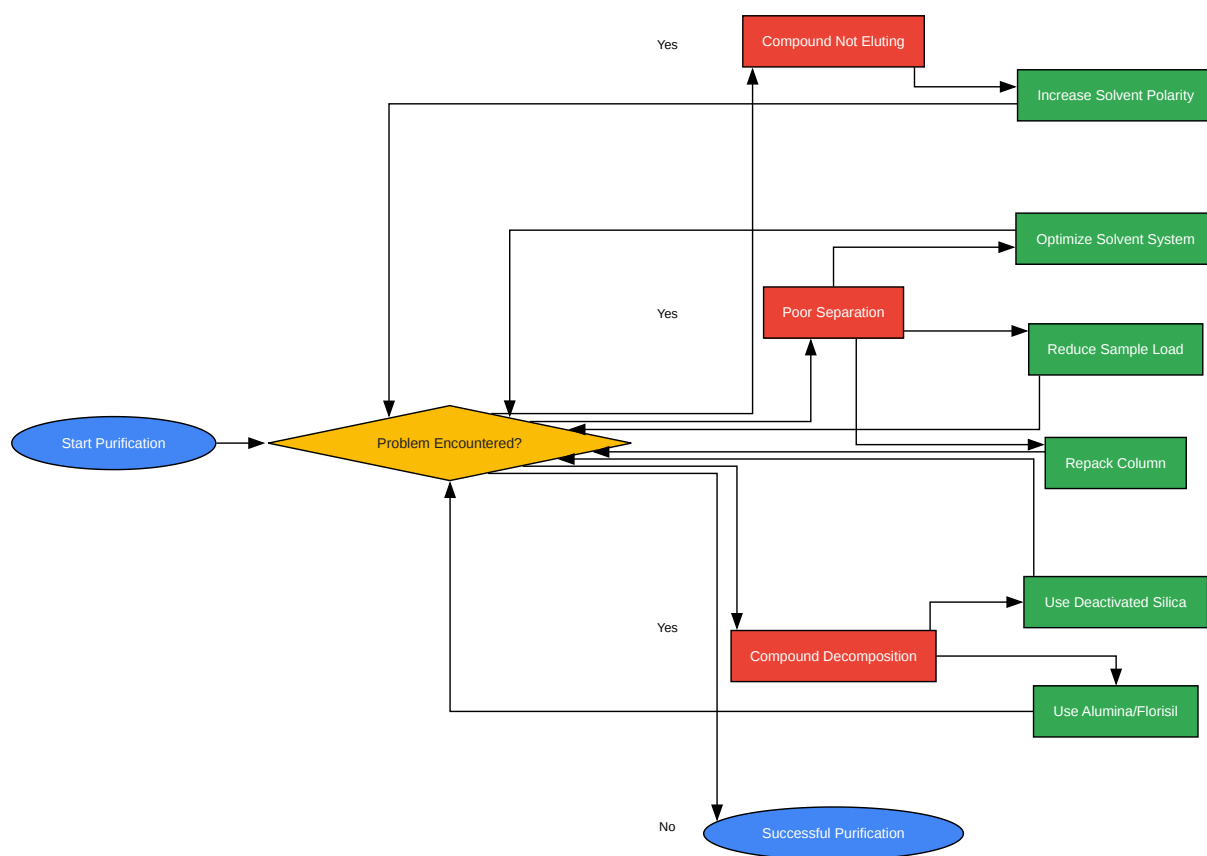 Yes
Compound Not Eluting
Increase Solvent Polarity
Optimize Solvent System
Yes
Poor Separation
Reduce Sample Load
Start Purification
Problem Encountered?
Repack Column
Use Deactivated Silica
Yes
Compound Decomposition
Use Alumina/Florisil
No
Successful Purification